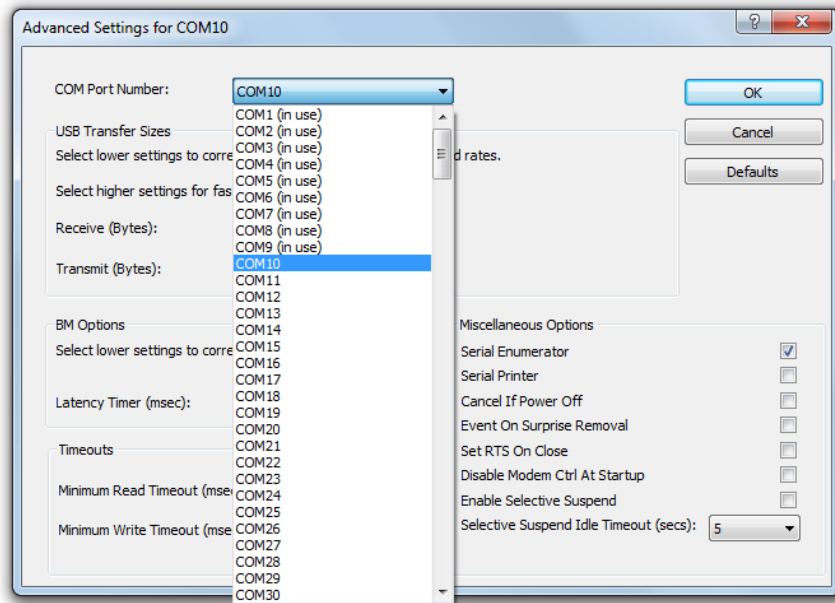 Advanced Settings for COM10
COM Port Number:
COM10
OK
Cancel
Defaults
COM1 (in use)
COM2 (in use)
COM3 (in use)
COM4 (in use)
COM5 (in use)
COM6 (in use)
COM7 (in use)
COM8 (in use)
COM9 (in use)
COM10
COM11
COM12
COM13
COM14
COM15
COM16
COM17
COM18
COM19
COM20
COM21
COM22
COM23
COM24
COM25
COM26
COM27
COM28
COM29
COM30
USB Transfer Sizes
Select lower settings to corre d rates.
Select higher settings for fas
Receive (Bytes):
Transmit (Bytes):
BM Options
Select lower settings to corre
Latency Timer (msec):
Timeouts
Minimum Read Timeout (mse
Minimum Write Timeout (mse
Miscellaneous Options
Serial Enumerator
Serial Printer
Cancel If Power Off
Event On Surprise Removal
Set RTS On Close
Disable Modem Ctrl At Startup
Enable Selective Suspend
Selective Suspend Idle Timeout (secs): 5